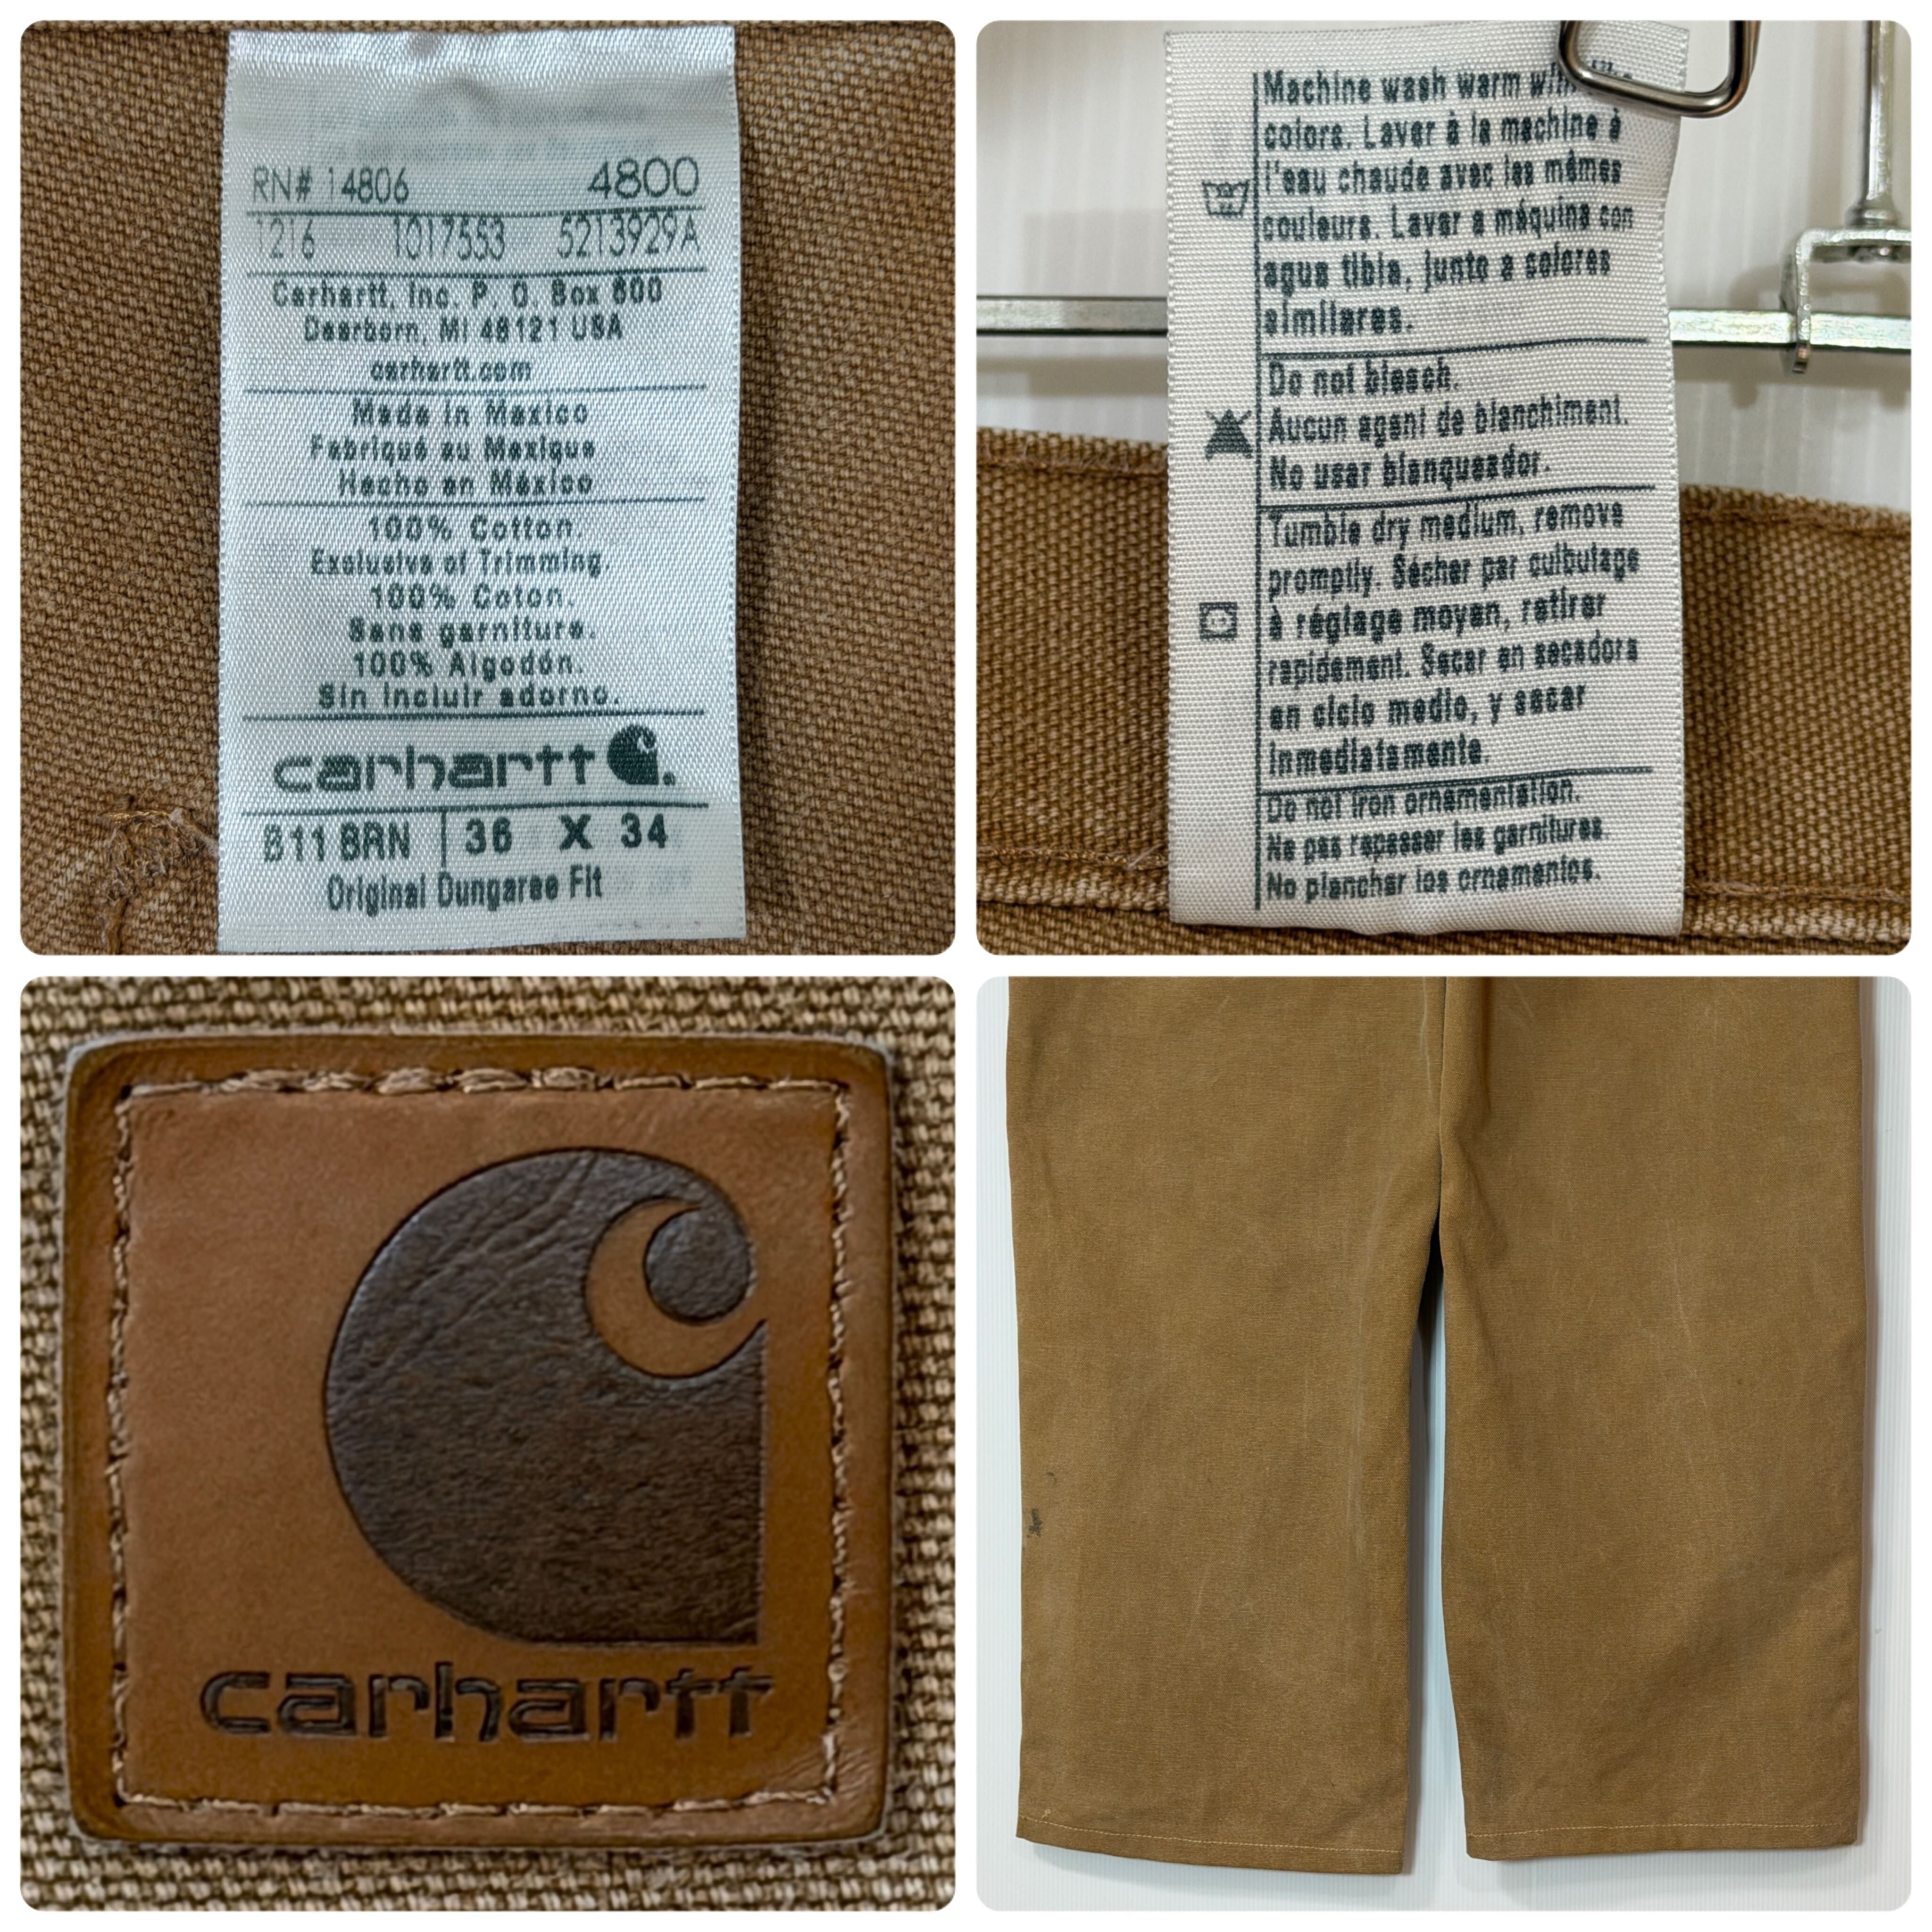 RN# 14806 4800
1216 1017553 5213929A
Carhartt, Inc. P. O. Box 600
Dearborn, MI 48121 USA
carhartt.com
Made in Mexico
Fabriqué au Mexique
Hecho en México
100% Cotton.
Exclusive of Trimming.
100% Coton.
Sans garniture.
100% Algodón.
Sin incluir adorno.
carhartt
B11 BRN 36 X 34
Original Dungaree Fit
Machine wash warm with like
colors. Laver à la machine à
l'eau chaude avec les mêmes
couleurs. Lavar a máquina con
agua tibia, junto a colores
similares.
Do not bleach.
Aucun agent de blanchiment.
No usar blanqueador.
Tumble dry medium, remove
promptly. Sécher par culbutage
à réglage moyen, retirer
rapidement. Secar en secadora
en ciclo medio, y sacar
inmediatamente.
Do not iron ornamentation.
Ne pas repasser les garnitures.
No planchar los ornamentos.
carhartt